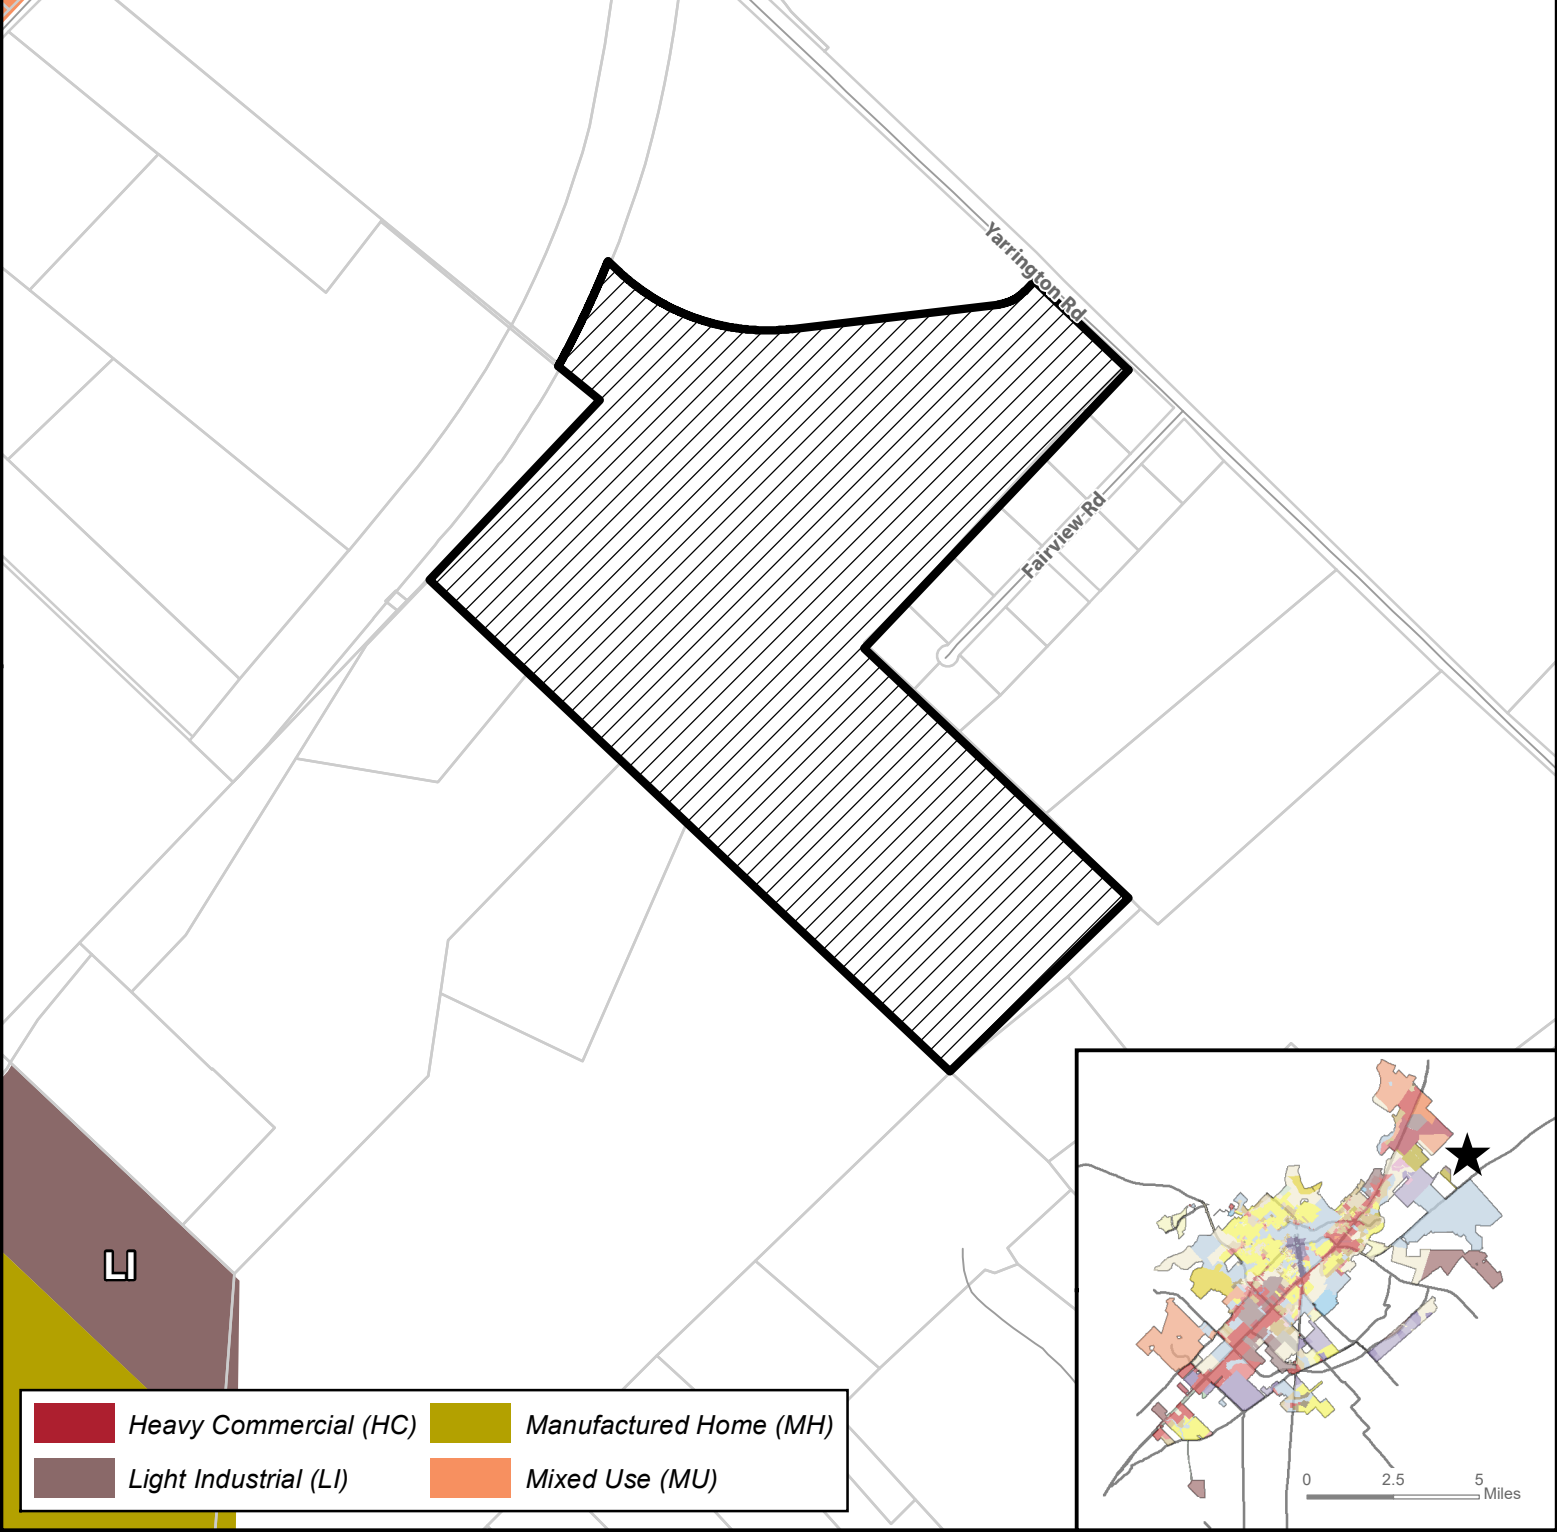 Yarrington Rd
Fairview Rd
LI
Heavy Commercial (HC)
Manufactured Home (MH)
Light Industrial (LI)
Mixed Use (MU)
0 2.5 5
Miles